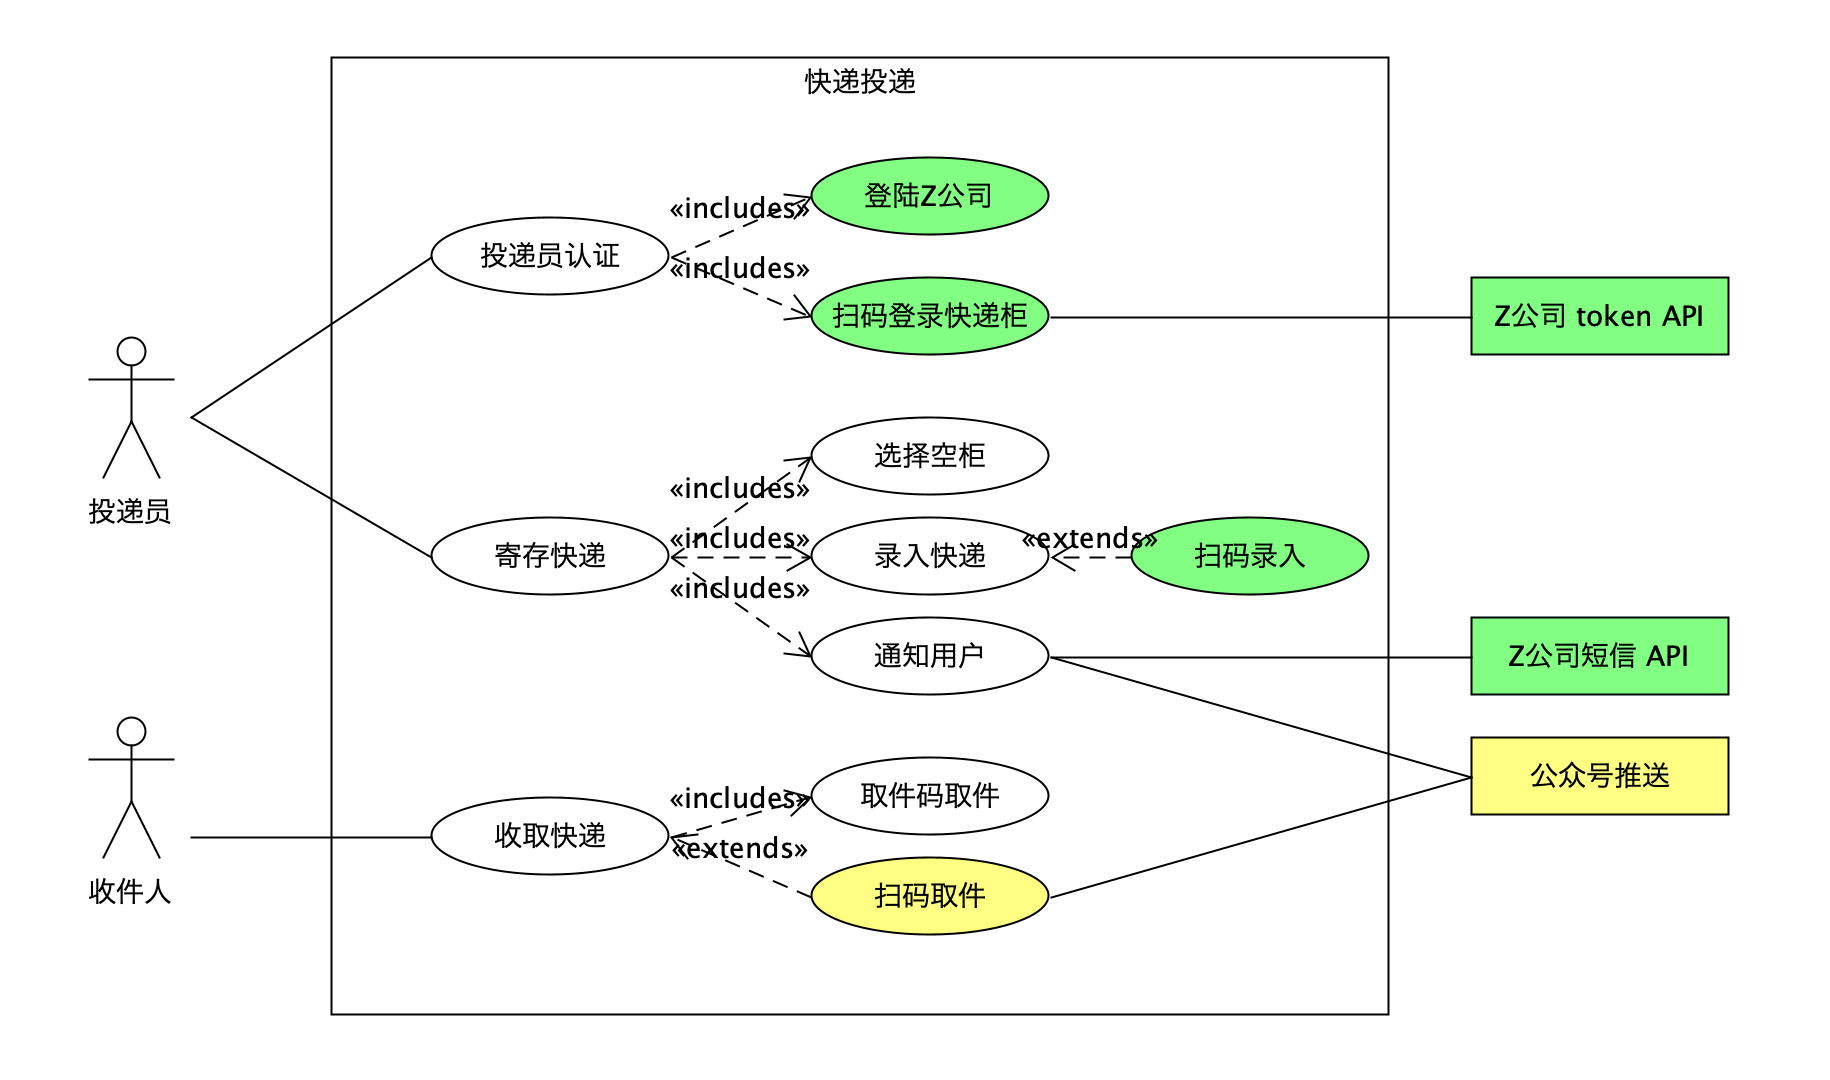 快递投递
登陆Z公司
«includes»
投递员认证
«includes»
扫码登录快递柜
Z公司 token API
投递员
选择空柜
«includes»
寄存快递
«includes»
录入快递
«extends»
扫码录入
«includes»
通知用户
Z公司短信 API
公众号推送
收件人
收取快递
«includes»
取件码取件
«extends»
扫码取件